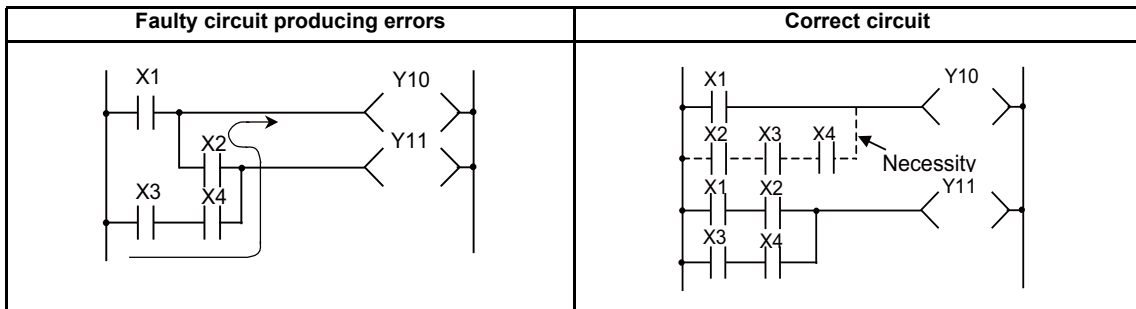 Faulty circuit producing errors
Correct circuit
X1
Y10
X2
Y11
X3
X4
X1
Y10
X2
X3
X4
Necessity
Y11
X1
X2
X3
X4